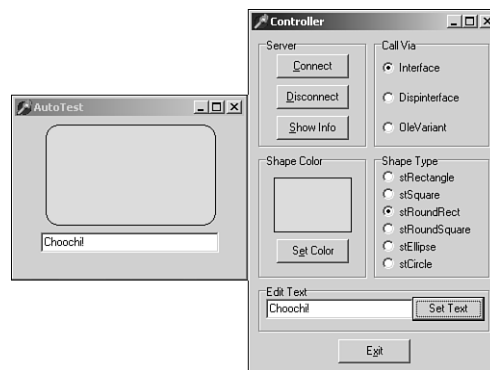 AutoTest
Choochi!
Controller
Server
Connect
Disconnect
Show Info
Call Via
Interface
Dispinterface
OleVariant
Shape Color
Set Color
Shape Type
stRectangle
stSquare
stRoundRect
stRoundSquare
stEllipse
stCircle
Edit Text
Choochi!
Set Text
Exit